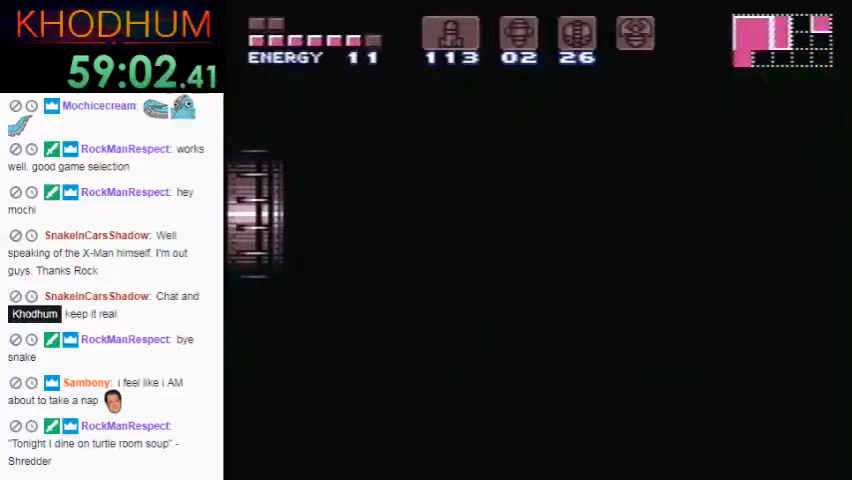 KHODHUM
59:02.41
ENERGY 11 113 02 26
Mochicecream:
RockManRespect: works
well. good game selection
RockManRespect: hey
mochi
SnakeInCarsShadow: Well
speaking of the X-Man himself. I'm out
guys. Thanks Rock
SnakeInCarsShadow: Chat and
Khodhum keep it real
RockManRespect: bye
snake
Sambony: i feel like i AM
about to take a nap
RockManRespect:
"Tonight I dine on turtle room soup" -
Shredder